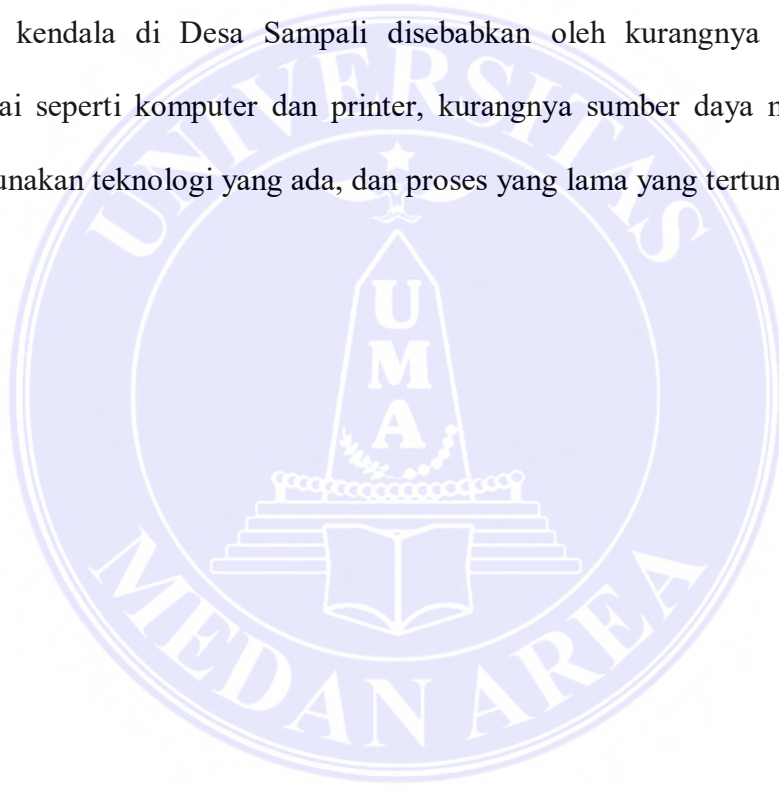 kendala di Desa Sampali disebabkan oleh kurangnya
ai seperti komputer dan printer, kurangnya sumber daya
unakan teknologi yang ada, dan proses yang lama yang
UNIVERSITAS
UMA
MEDAN AREA